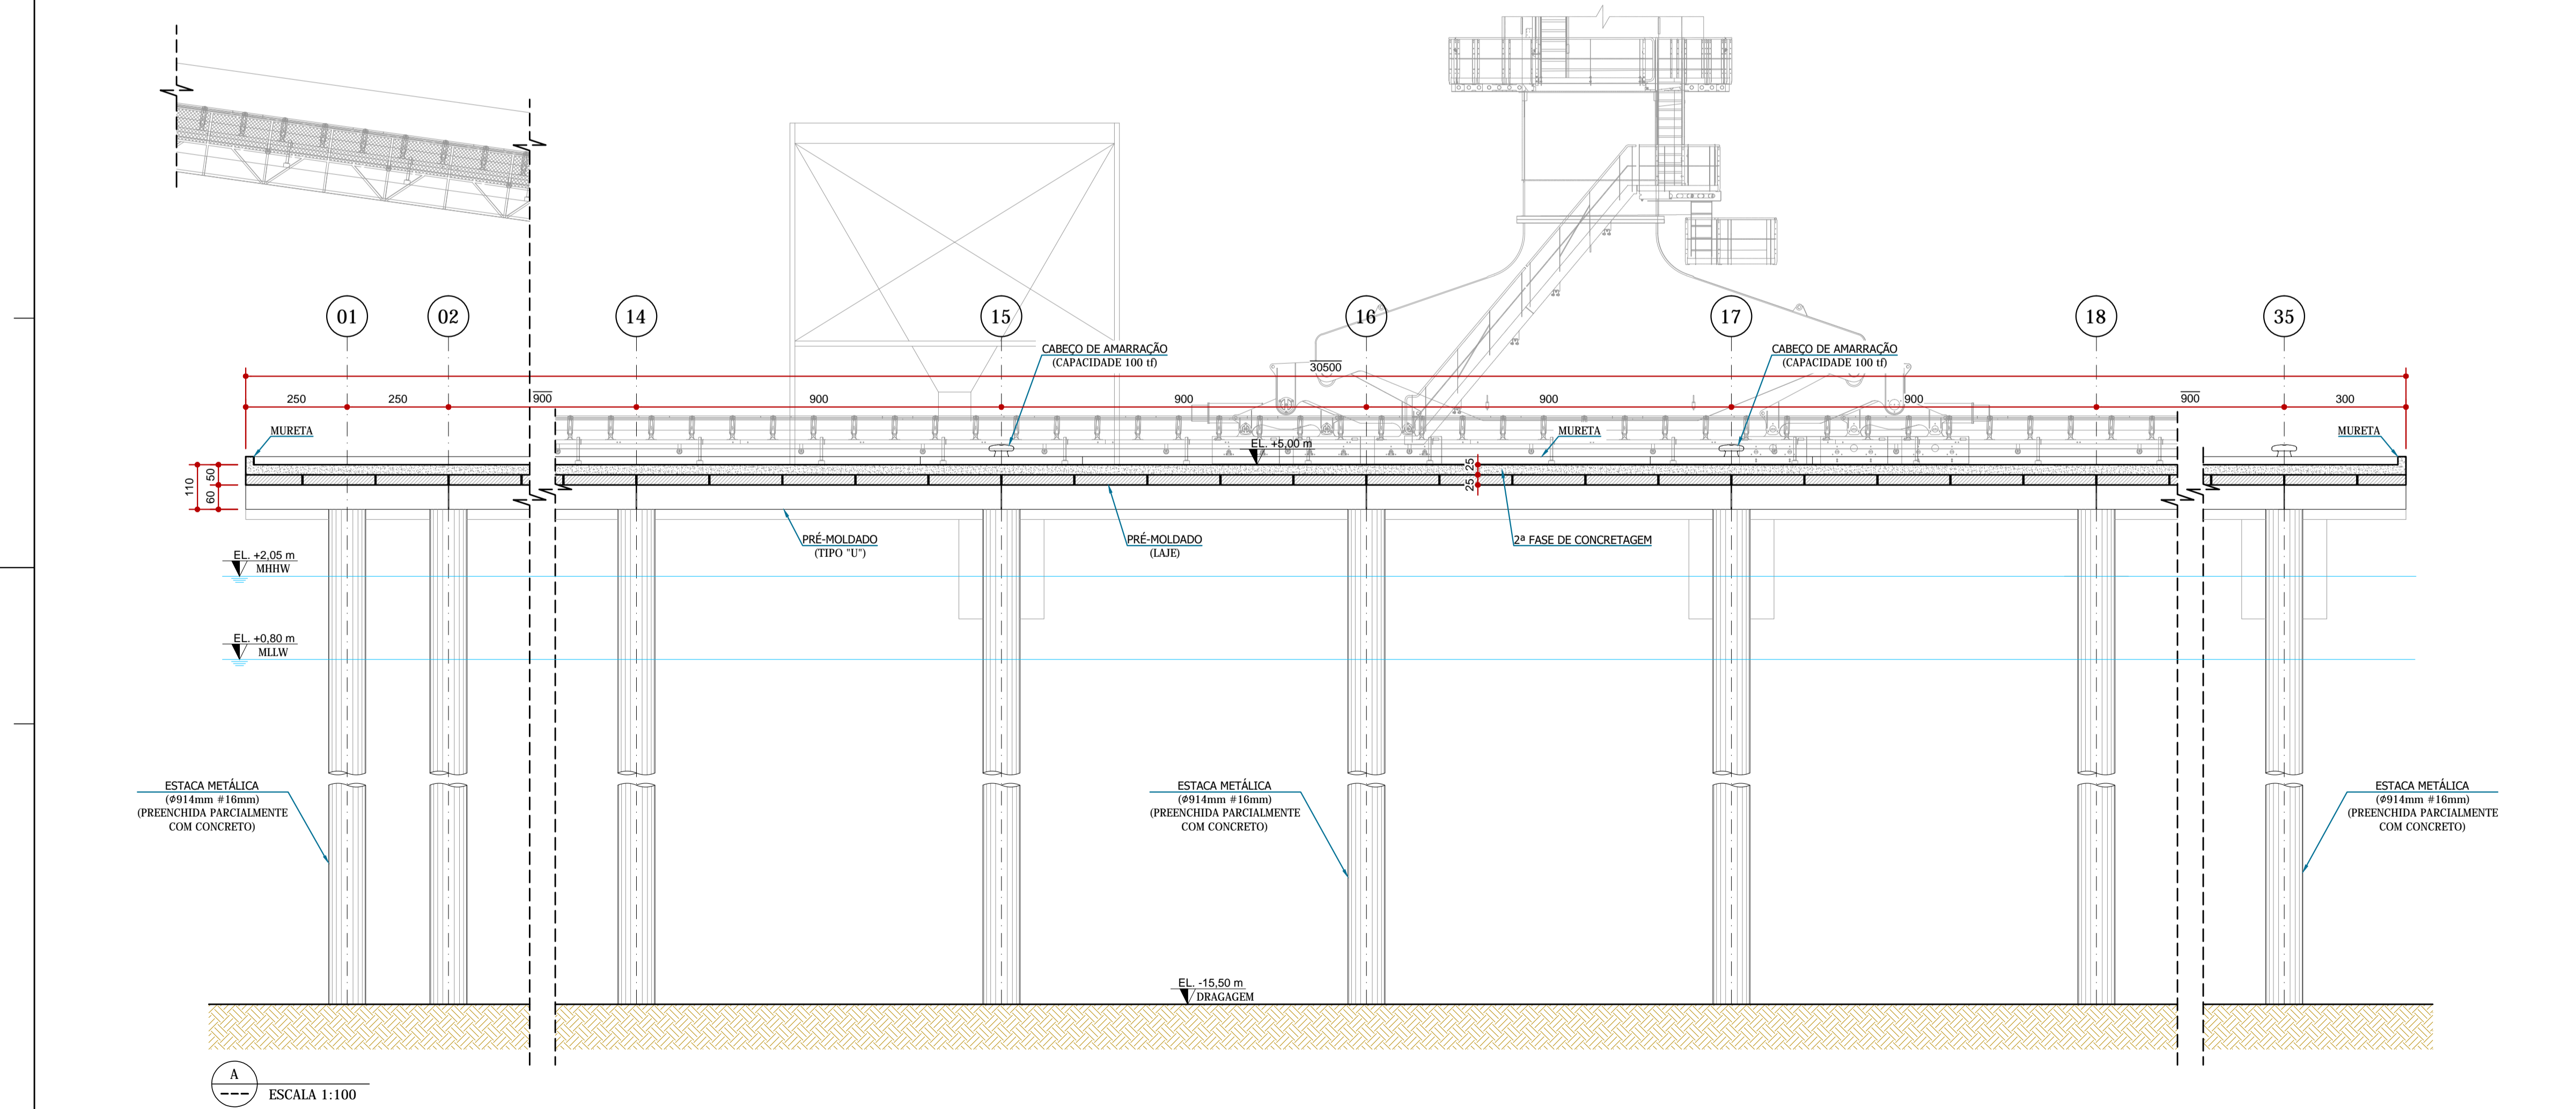 01
02
14
15
16
17
18
35
CABEÇO DE AMARRAÇÃO
(CAPACIDADE 100 tf)
CABEÇO DE AMARRAÇÃO
(CAPACIDADE 100 tf)
30500
250
250
900
900
900
900
900
900
300
MURETA
MURETA
MURETA
EL. +5,00 m
110
50
60
25
25
PRÉ-MOLDADO
(TIPO "U")
PRÉ-MOLDADO
(LAJE)
2ª FASE DE CONCRETAGEM
EL. +2,05 m
MHHW
EL. +0,80 m
MLLW
ESTACA METÁLICA
(Ø914mm #16mm)
(PREENCHIDA PARCIALMENTE
COM CONCRETO)
ESTACA METÁLICA
(Ø914mm #16mm)
(PREENCHIDA PARCIALMENTE
COM CONCRETO)
ESTACA METÁLICA
(Ø914mm #16mm)
(PREENCHIDA PARCIALMENTE
COM CONCRETO)
EL. -15,50 m
DRAGAGEM
A
ESCALA 1:100